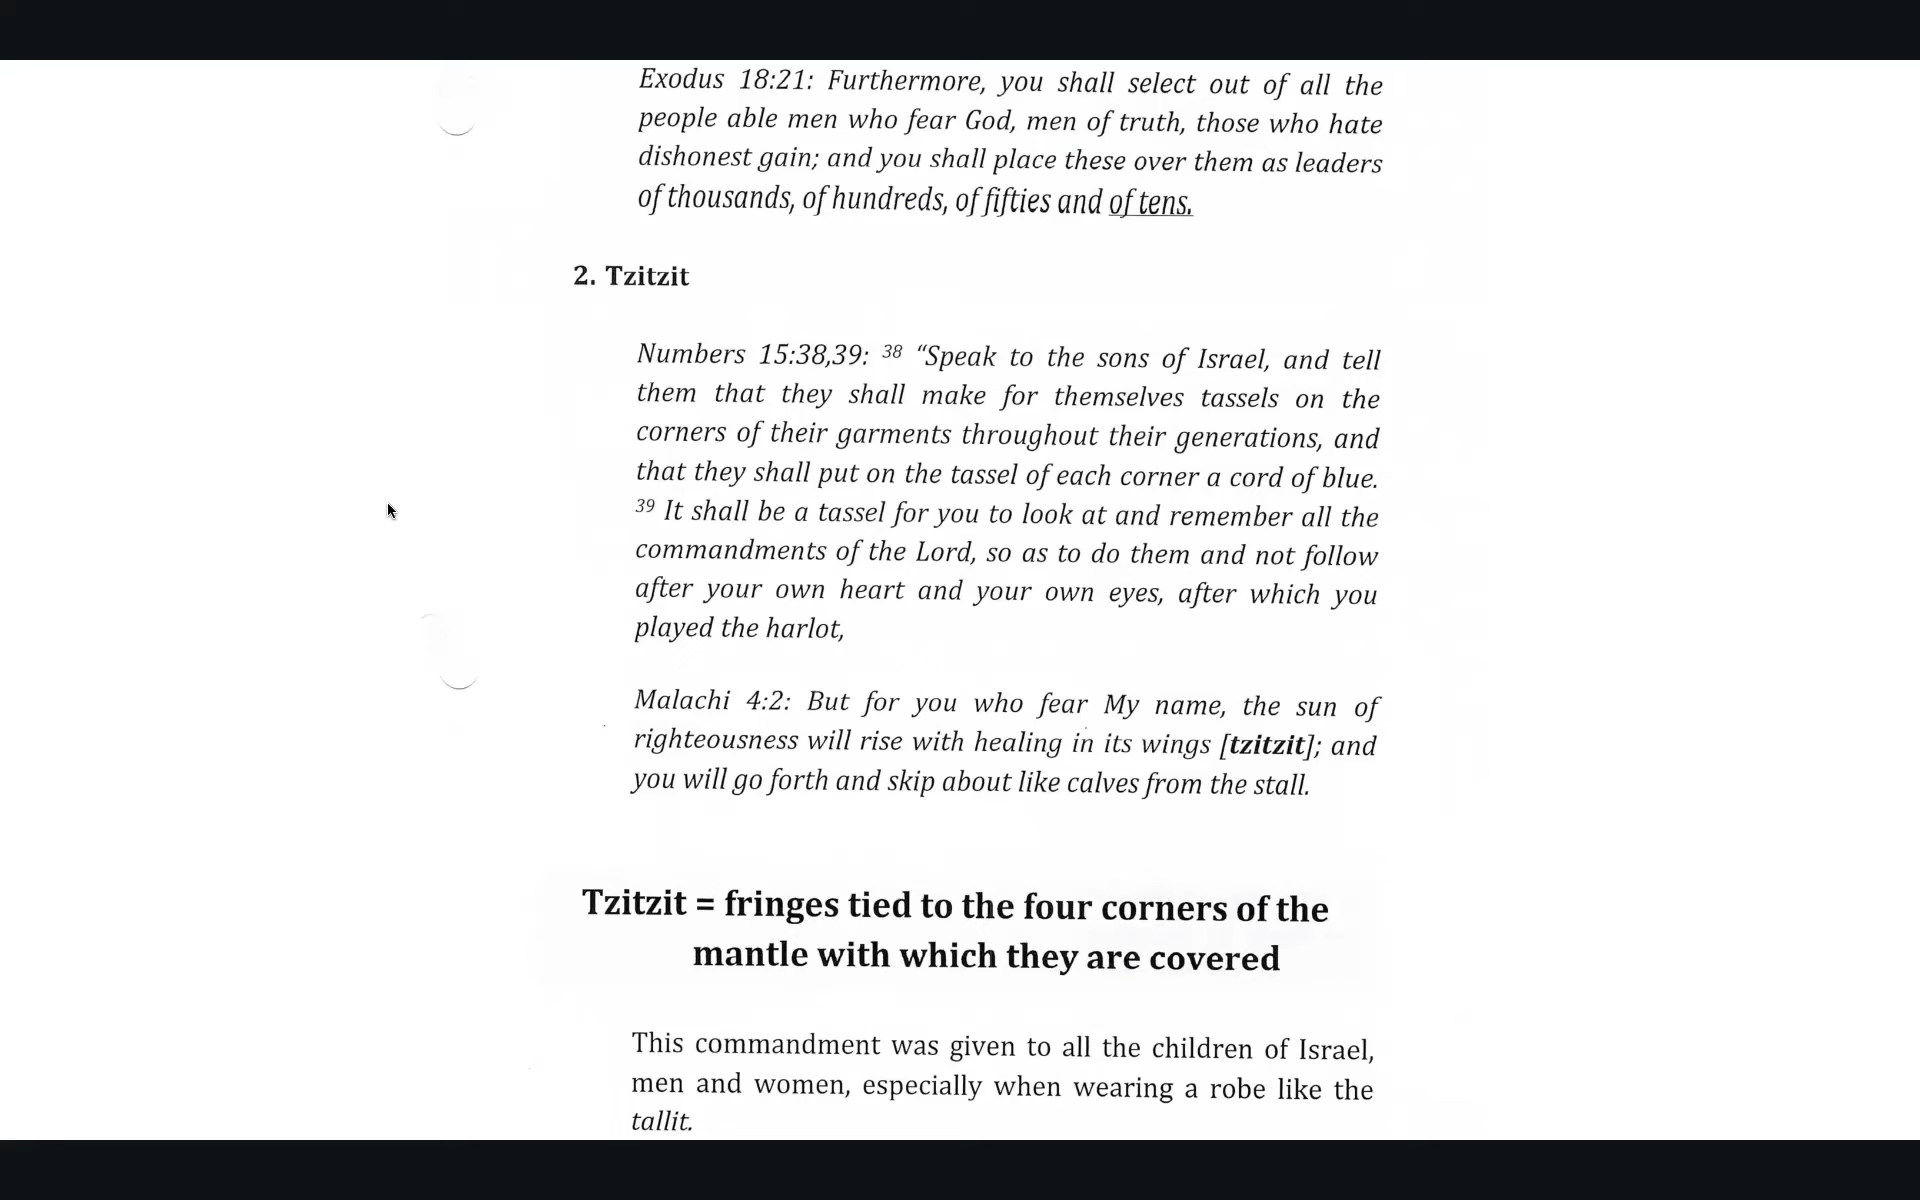 Exodus 18:21: Furthermore, you shall select out of all the
people able men who fear God, men of truth, those who hate
dishonest gain; and you shall place these over them as leaders
of thousands, of hundreds, of fifties and of tens.
2. Tzitzit
Numbers 15:38,39: 38 “Speak to the sons of Israel, and tell
them that they shall make for themselves tassels on the
corners of their garments throughout their generations, and
that they shall put on the tassel of each corner a cord of blue.
39 It shall be a tassel for you to look at and remember all the
commandments of the Lord, so as to do them and not follow
after your own heart and your own eyes, after which you
played the harlot,
Malachi 4:2: But for you who fear My name, the sun of
righteousness will rise with healing in its wings [tzitzit]; and
you will go forth and skip about like calves from the stall.
Tzitzit = fringes tied to the four corners of the
mantle with which they are covered
This commandment was given to all the children of Israel,
men and women, especially when wearing a robe like the
tallit.